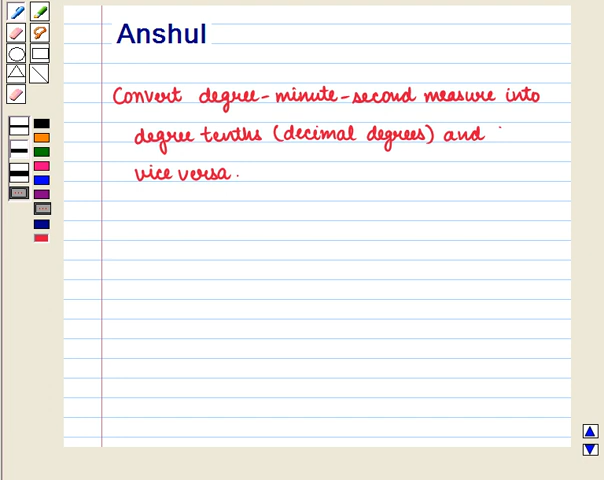 Anshul
Convert degree-minute-second measure into
degree tenths (decimal degrees) and
vice versa.